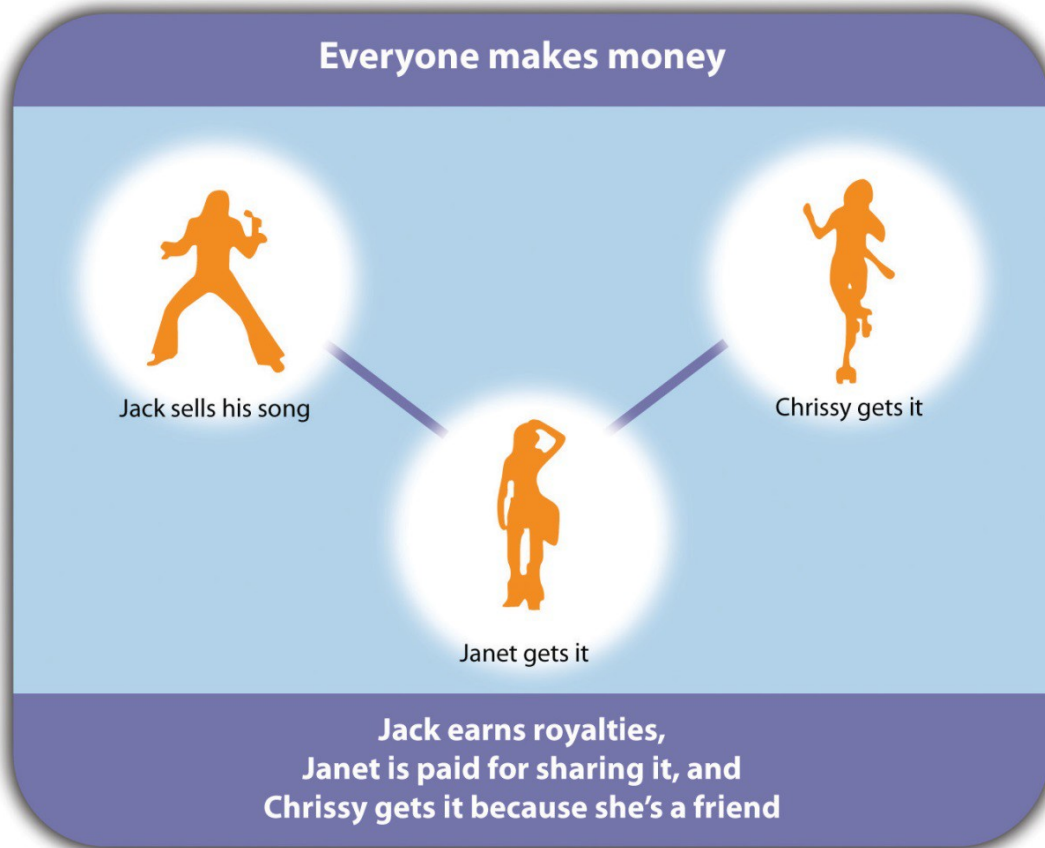 Everyone makes money
Jack sells his song
Chrissy gets it
Janet gets it
Jack earns royalties,
Janet is paid for sharing it, and
Chrissy gets it because she’s a friend